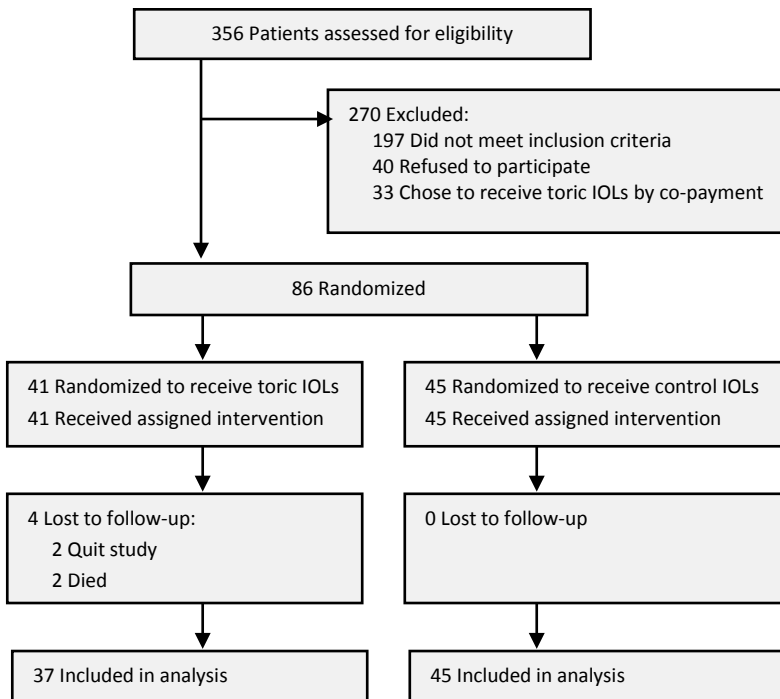 356 Patients assessed for eligibility
270 Excluded:
197 Did not meet inclusion criteria
40 Refused to participate
33 Chose to receive toric IOLs by co-payment
86 Randomized
41 Randomized to receive toric IOLs
41 Received assigned intervention
45 Randomized to receive control IOLs
45 Received assigned intervention
4 Lost to follow-up:
2 Quit study
2 Died
0 Lost to follow-up
37 Included in analysis
45 Included in analysis